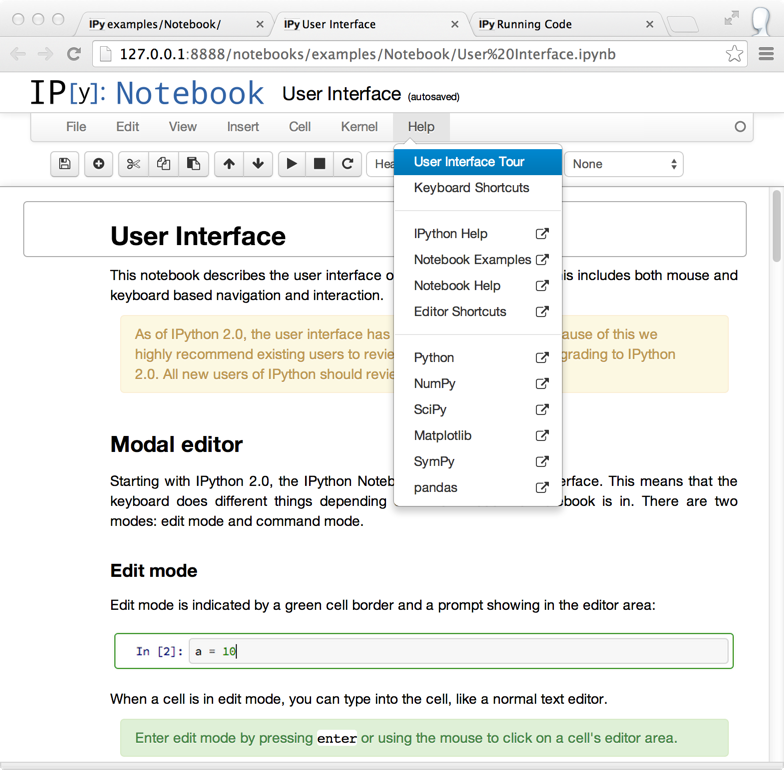 IPy examples/Notebook/
IPy User Interface
IPy Running Code
127.0.0.1:8888/notebooks/examples/Notebook/User%20Interface.ipynb
IP[y]: Notebook User Interface (autosaved)
File Edit View Insert Cell Kernel Help
Hea
None
User Interface Tour
Keyboard Shortcuts
IPython Help
Notebook Examples
Notebook Help
Editor Shortcuts
Python
NumPy
SciPy
Matplotlib
SymPy
pandas
User Interface
This notebook describes the user interface o is includes both mouse and
keyboard based navigation and interaction.
As of IPython 2.0, the user interface has ause of this we
highly recommend existing users to revie grading to IPython
2.0. All new users of IPython should revie
Modal editor
Starting with IPython 2.0, the IPython Noteb erface. This means that the
keyboard does different things depending book is in. There are two
modes: edit mode and command mode.
Edit mode
Edit mode is indicated by a green cell border and a prompt showing in the editor area:
In [2]: a = 10
When a cell is in edit mode, you can type into the cell, like a normal text editor.
Enter edit mode by pressing enter or using the mouse to click on a cell's editor area.